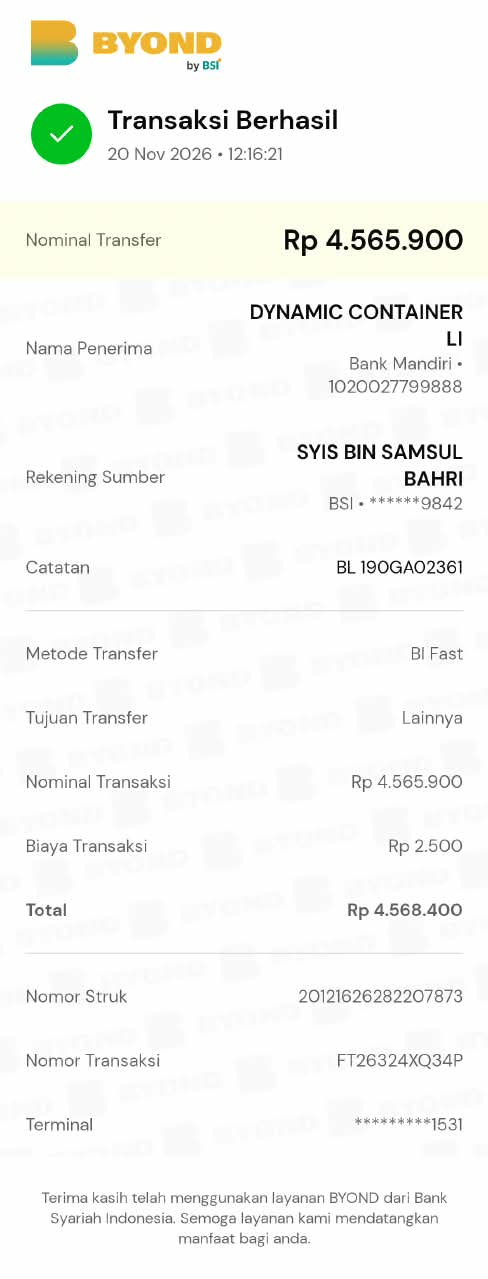 BYOND
by BSI
Transaksi Berhasil
20 Nov 2026 • 12:16:21
Nominal Transfer Rp 4.565.900
Nama Penerima DYNAMIC CONTAINER
LI
Bank Mandiri •
1020027799888
Rekening Sumber SYIS BIN SAMSUL
BAHRI
BSI • ******9842
Catatan BL 190GA02361
Metode Transfer BI Fast
Tujuan Transfer Lainnya
Nominal Transaksi Rp 4.565.900
Biaya Transaksi Rp 2.500
Total Rp 4.568.400
Nomor Struk 20121626282207873
Nomor Transaksi FT26324XQ34P
Terminal *********1531
Terima kasih telah menggunakan layanan BYOND dari Bank
Syariah Indonesia. Semoga layanan kami mendatangkan
manfaat bagi anda.